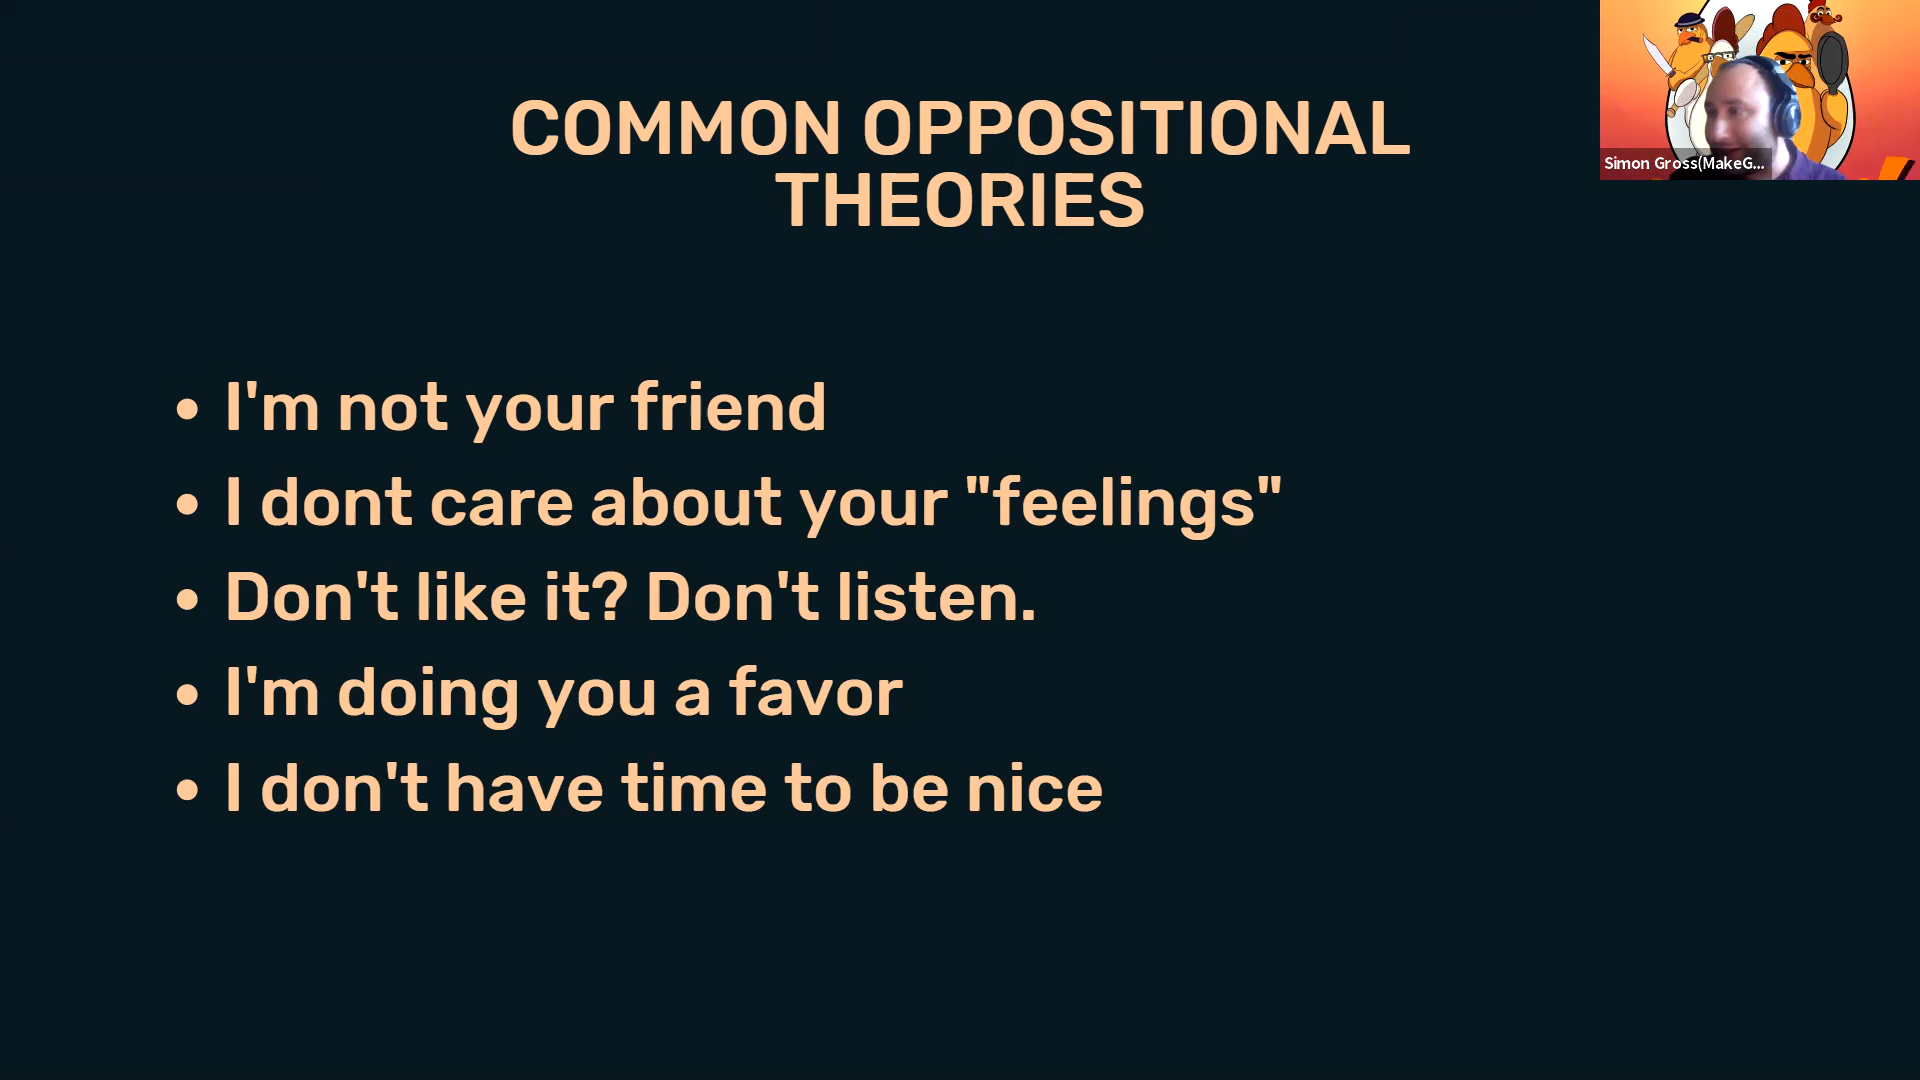 COMMON OPPOSITIONAL
THEORIES
Simon Gross(MakeG...
• I'm not your friend
• I dont care about your "feelings"
• Don't like it? Don't listen.
• I'm doing you a favor
• I don't have time to be nice